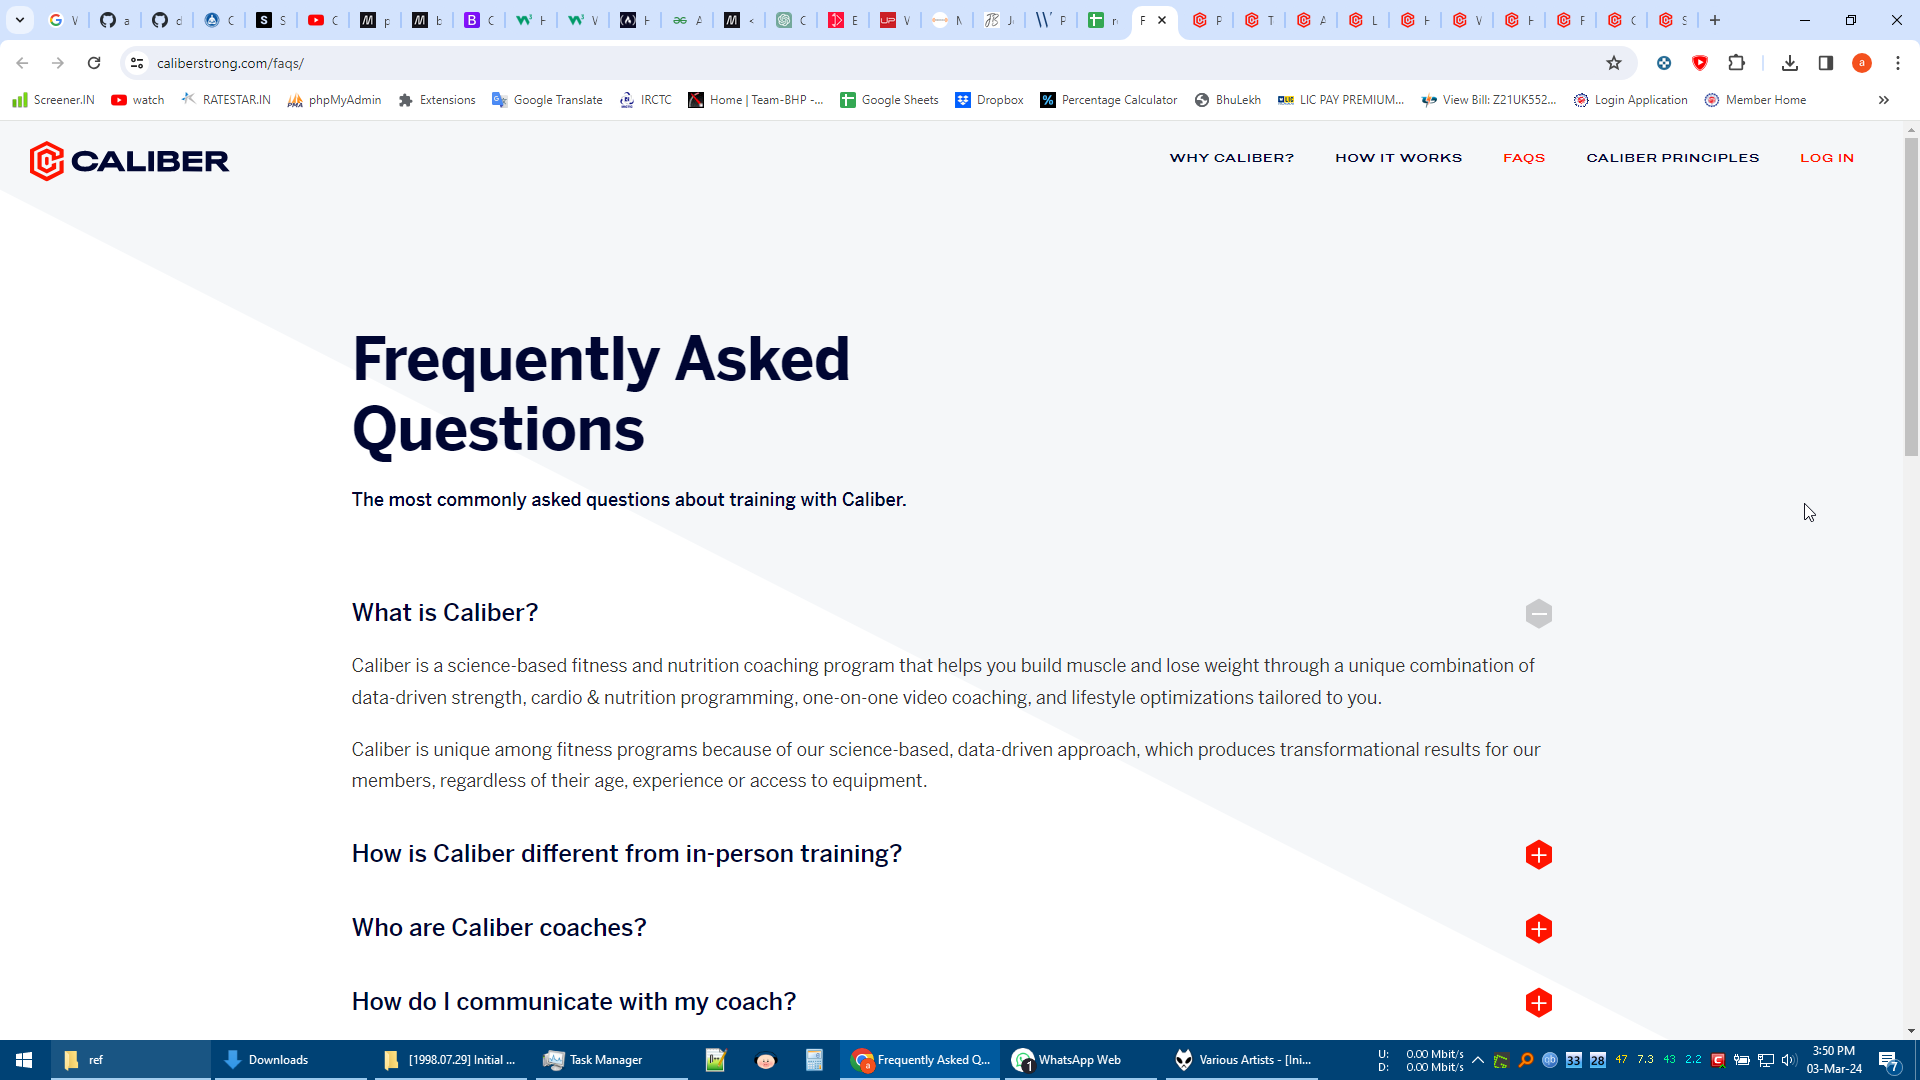 caliberstrong.com/faqs/
a
Screener.IN
watch
RATESTAR.IN
phpMyAdmin
Extensions
Google Translate
IRCTC
Home | Team-BHP -...
Google Sheets
Dropbox
Percentage Calculator
BhuLekh
LIC PAY PREMIUM...
View Bill: Z21UK552...
Login Application
Member Home
CALIBER
WHY CALIBER?
HOW IT WORKS
FAQS
CALIBER PRINCIPLES
LOG IN
Frequently Asked
Questions
The most commonly asked questions about training with Caliber.
What is Caliber?
Caliber is a science-based fitness and nutrition coaching program that helps you build muscle and lose weight through a unique combination of
data-driven strength, cardio & nutrition programming, one-on-one video coaching, and lifestyle optimizations tailored to you.
Caliber is unique among fitness programs because of our science-based, data-driven approach, which produces transformational results for our
members, regardless of their age, experience or access to equipment.
How is Caliber different from in-person training?
Who are Caliber coaches?
How do I communicate with my coach?
ref
Downloads
[1998.07.29] Initial ...
Task Manager
Frequently Asked Q...
1
WhatsApp Web
Various Artists - [Ini...
U: 0.00 Mbit/s
D: 0.00 Mbit/s
33
28
47
7.3
43
2.2
3:50 PM
03-Mar-24
7